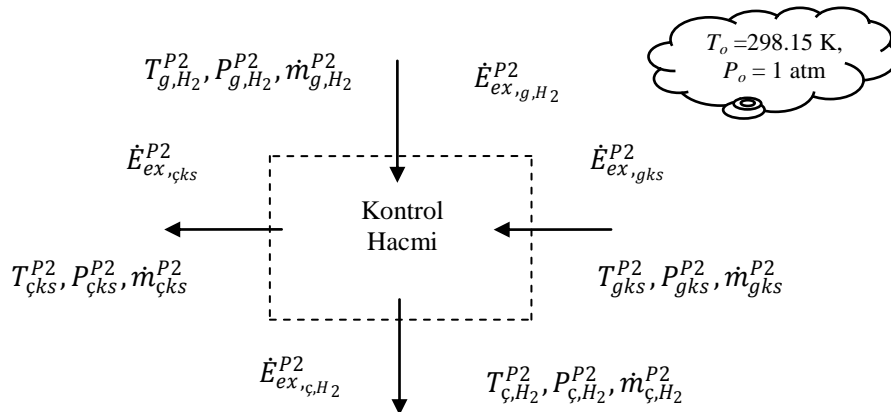 T_o =298.15 K,
P_o = 1 atm
T_{g,H_2}^{P2}, P_{g,H_2}^{P2}, ṁ_{g,H_2}^{P2}
Ė_{ex,g,H_2}^{P2}
Ė_{ex,çks}^{P2}
Ė_{ex,gks}^{P2}
Kontrol
Hacmi
T_{çks}^{P2}, P_{çks}^{P2}, ṁ_{çks}^{P2}
T_{gks}^{P2}, P_{gks}^{P2}, ṁ_{gks}^{P2}
Ė_{ex,ç,H_2}^{P2}
T_{ç,H_2}^{P2}, P_{ç,H_2}^{P2}, ṁ_{ç,H_2}^{P2}